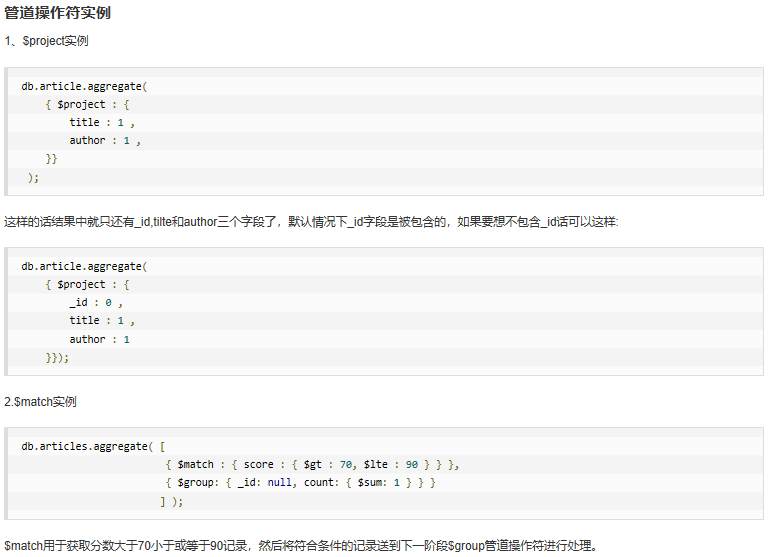 管道操作符实例
1、$project实例
db.article.aggregate(
    { $project : {
        title : 1 ,
        author : 1 ,
    }}
 );
这样的话结果中就只还有_id,tilte和author三个字段了，默认情况下_id字段是被包含的，如果要想不包含_id话可以这样:
db.article.aggregate(
    { $project : {
        _id : 0 ,
        title : 1 ,
        author : 1
    }});
2.$match实例
db.articles.aggregate( [
                        { $match : { score : { $gt : 70, $lte : 90 } } },
                        { $group: { _id: null, count: { $sum: 1 } } }
                       ] );
$match用于获取分数大于70小于或等于90记录，然后将符合条件的记录送到下一阶段$group管道操作符进行处理。